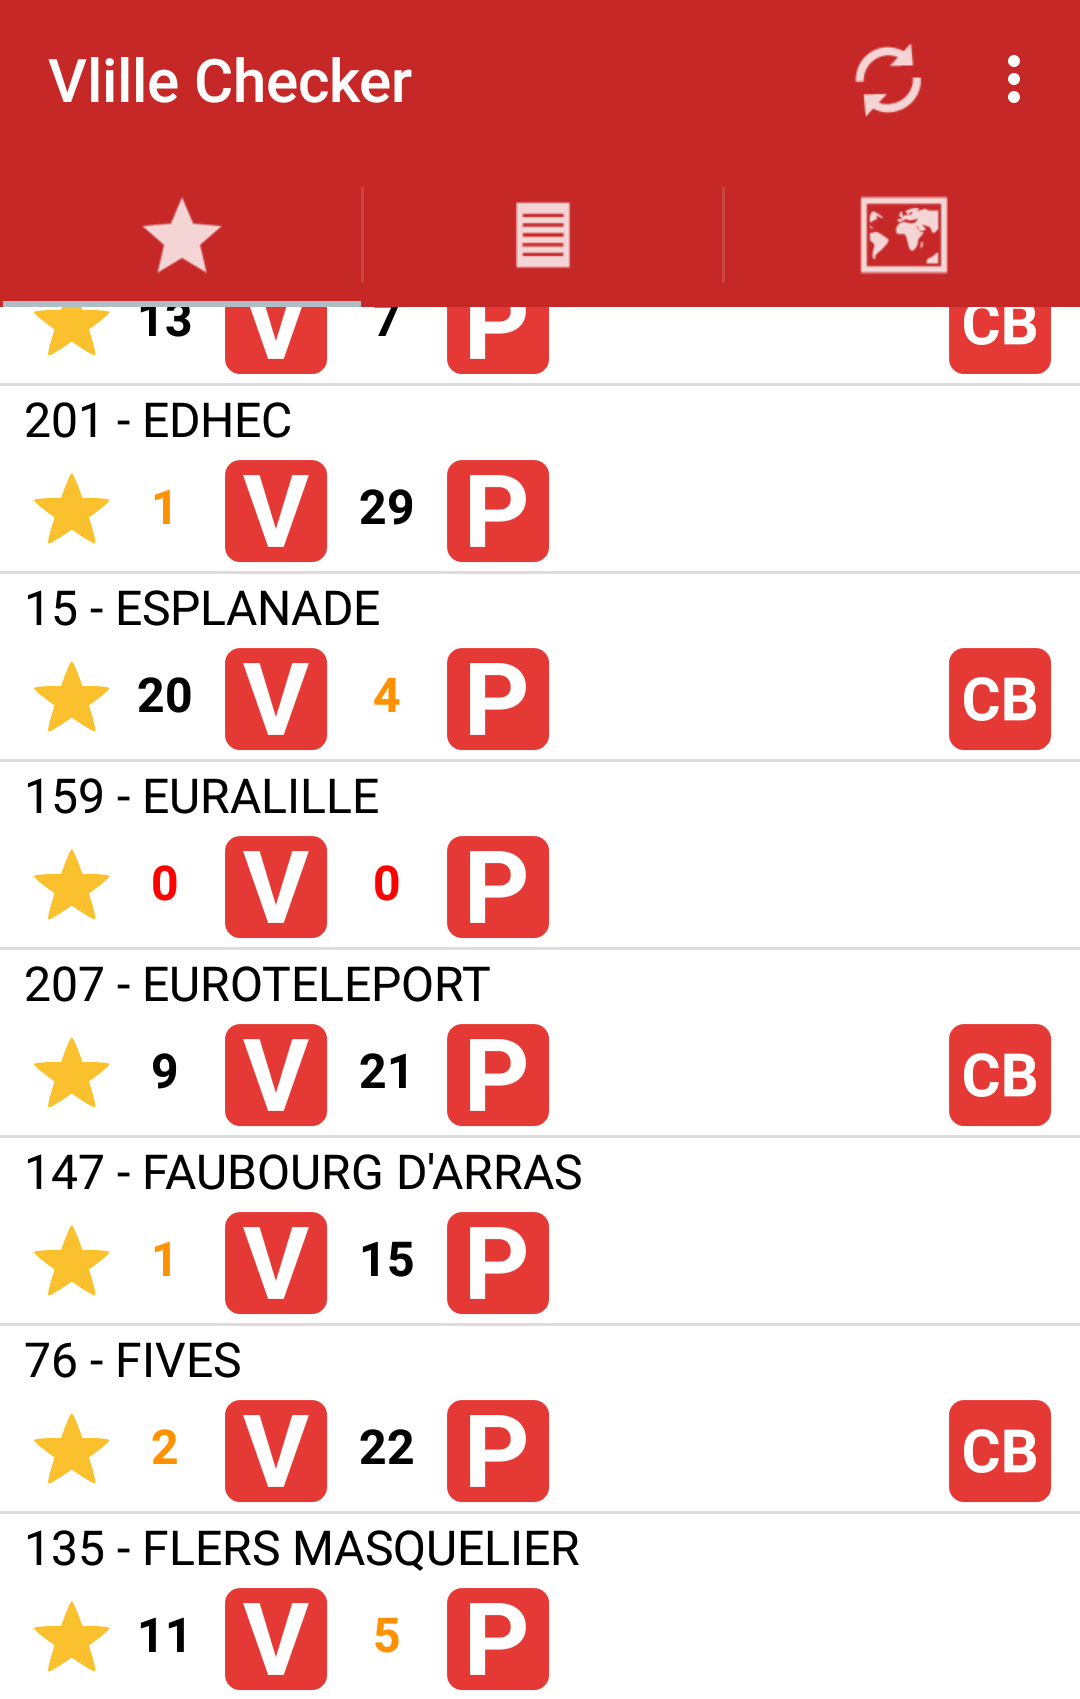 Vlille Checker
13 V 7 P CB
201 - EDHEC
1 V 29 P
15 - ESPLANADE
20 V 4 P CB
159 - EURALILLE
0 V 0 P
207 - EUROTELEPORT
9 V 21 P CB
147 - FAUBOURG D'ARRAS
1 V 15 P
76 - FIVES
2 V 22 P CB
135 - FLERS MASQUELIER
11 V 5 P